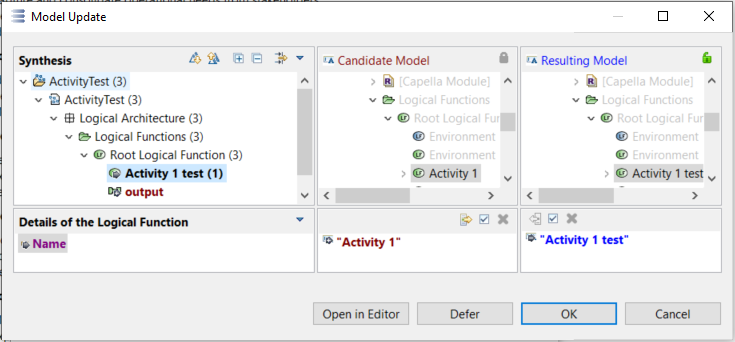 Model Update
Synthesis
ActivityTest (3)
ActivityTest (3)
Logical Architecture (3)
Logical Functions (3)
Root Logical Function (3)
Activity 1 test (1)
output
Candidate Model
[Capella Module]
Logical Functions
Root Logical Fur
Environment
Environment
Activity 1
Resulting Model
[Capella Module]
Logical Functions
Root Logical Fu
Environment
Environment
Activity 1 test
Details of the Logical Function
Name
"Activity 1"
"Activity 1 test"
Open in Editor
Defer
OK
Cancel